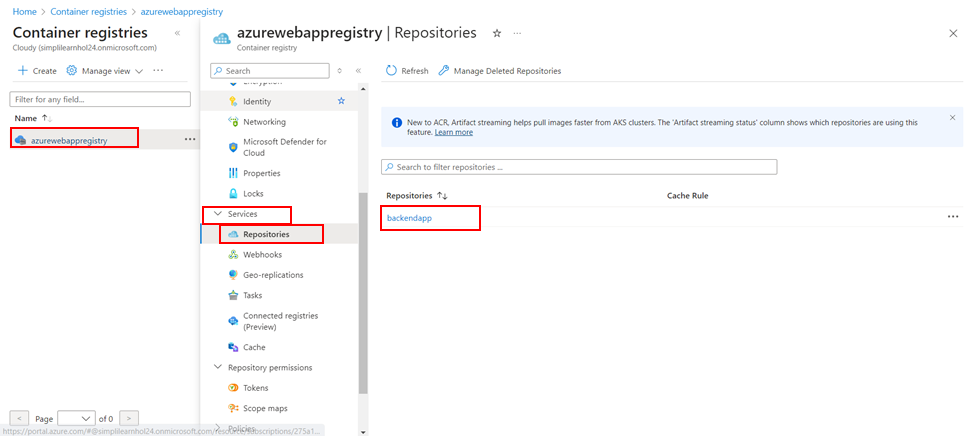 Home > Container registries > azurewebappregistry
Container registries
Cloudy (simplilearnhol24.onmicrosoft.com)
+ Create
Manage view
Filter for any field...
Name ↑↓
azurewebappregistry
< Page
of 0 >
azurewebappregistry | Repositories
Container registry
Search
Encryption
Identity
Networking
Microsoft Defender for
Cloud
Properties
Locks
Services
Repositories
Webhooks
Geo-replications
Tasks
Connected registries
(Preview)
Cache
Repository permissions
Tokens
Scope maps
Policies
Refresh
Manage Deleted Repositories
New to ACR, Artifact streaming helps pull images faster from AKS clusters. The 'Artifact streaming status' column shows which repositories are using this
feature. Learn more
Search to filter repositories ...
Repositories ↑↓
Cache Rule
backendapp
https://portal.azure.com/#@simplilearnhol24.onmicrosoft.com/resource/subscriptions/275a1...